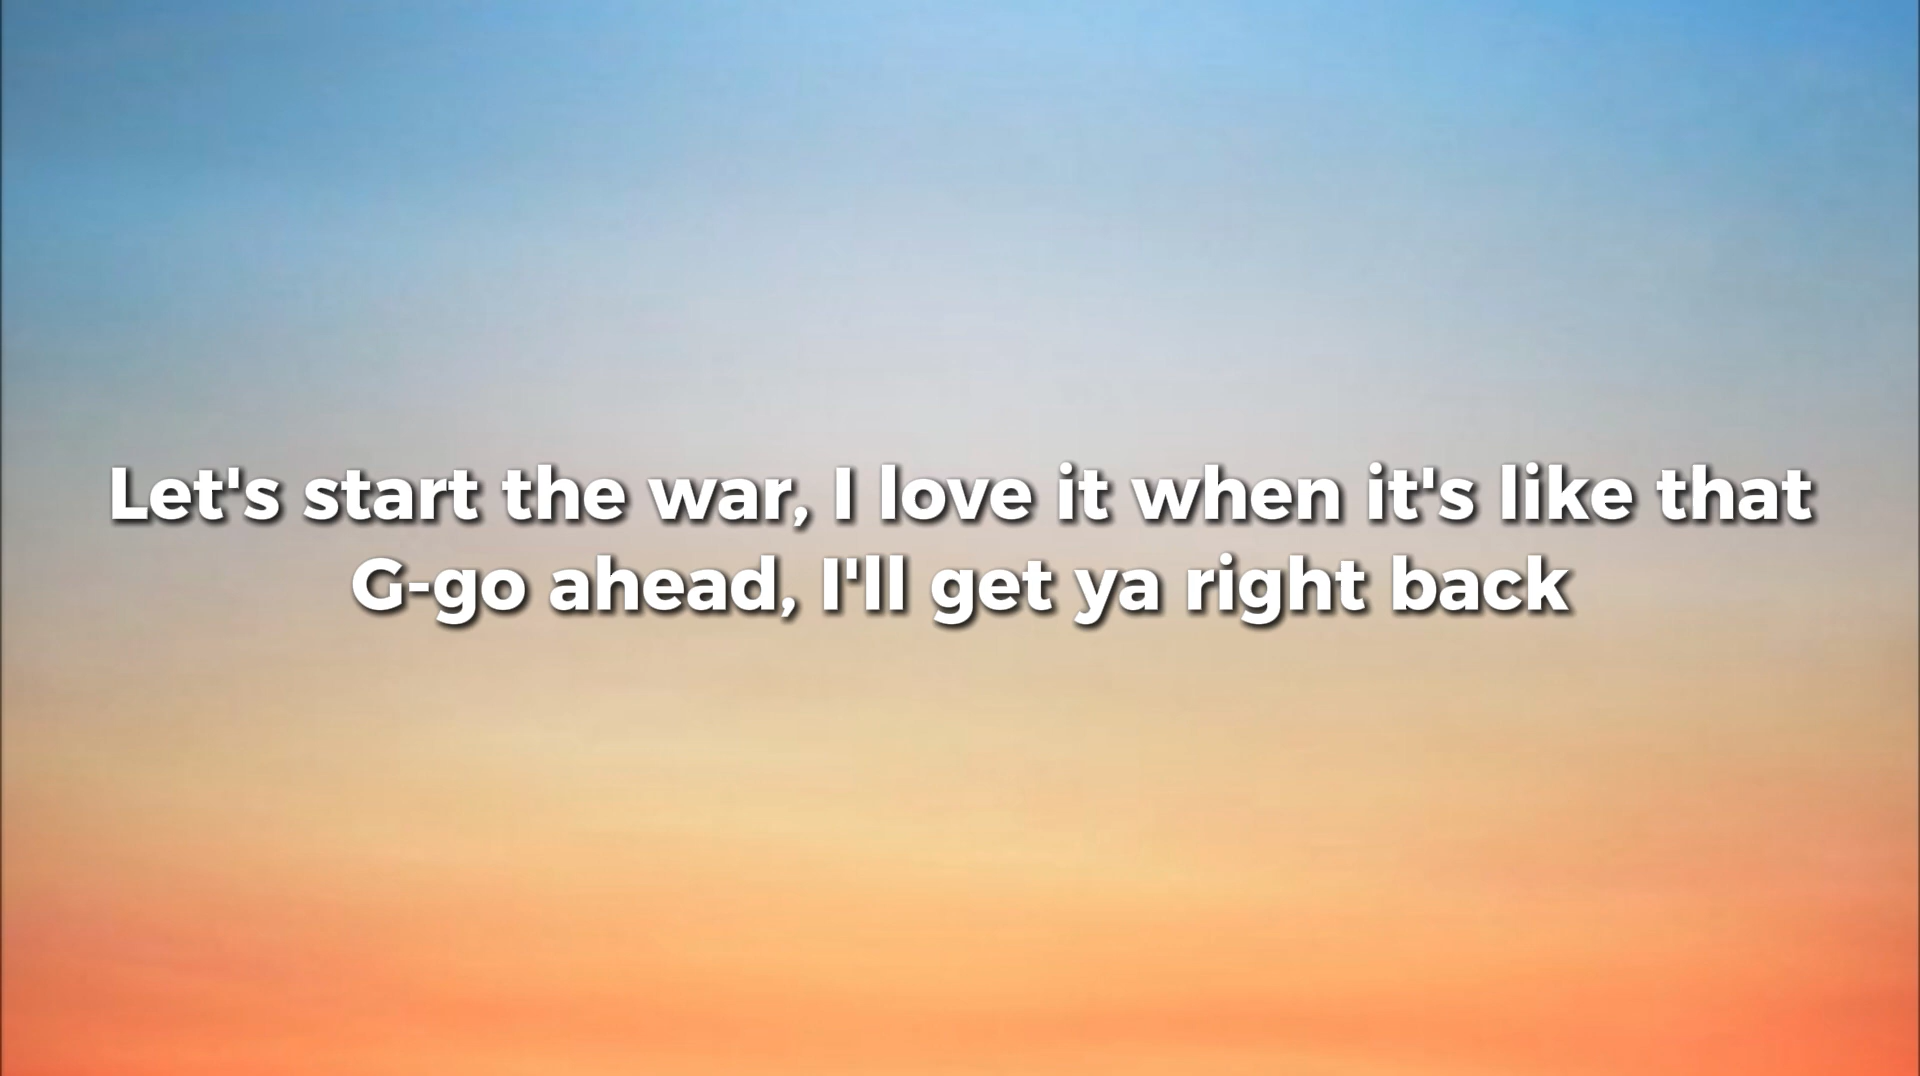 Let's start the war, I love it when it's like that
G-go ahead, I'll get ya right back